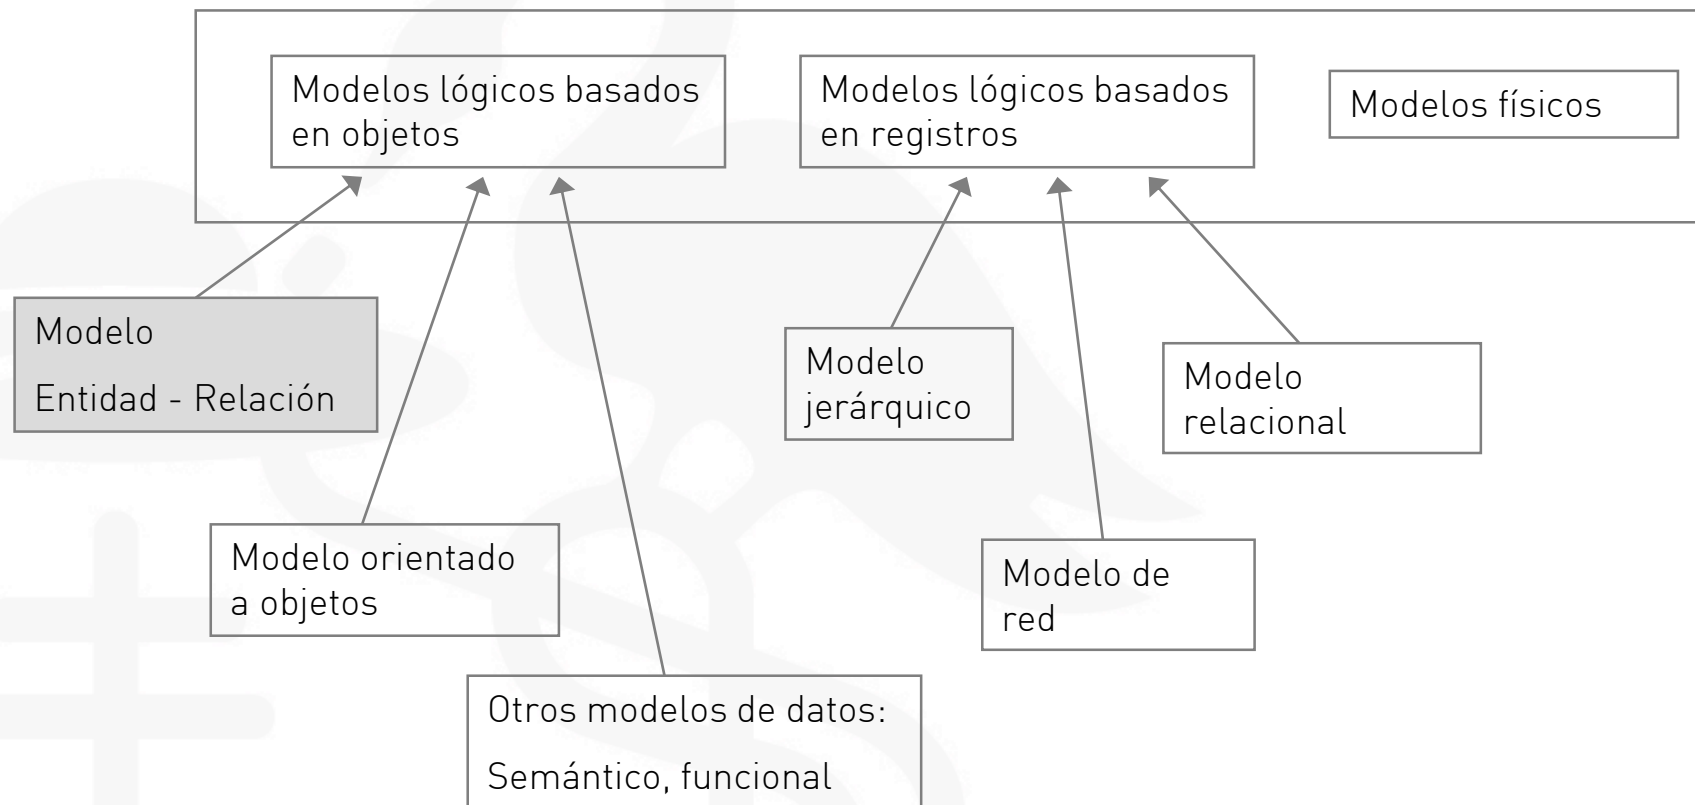 Modelos lógicos basados
en objetos
Modelos lógicos basados
en registros
Modelos físicos
Modelo
Entidad - Relación
Modelo
jerárquico
Modelo
relacional
Modelo orientado
a objetos
Modelo de
red
Otros modelos de datos:
Semántico, funcional